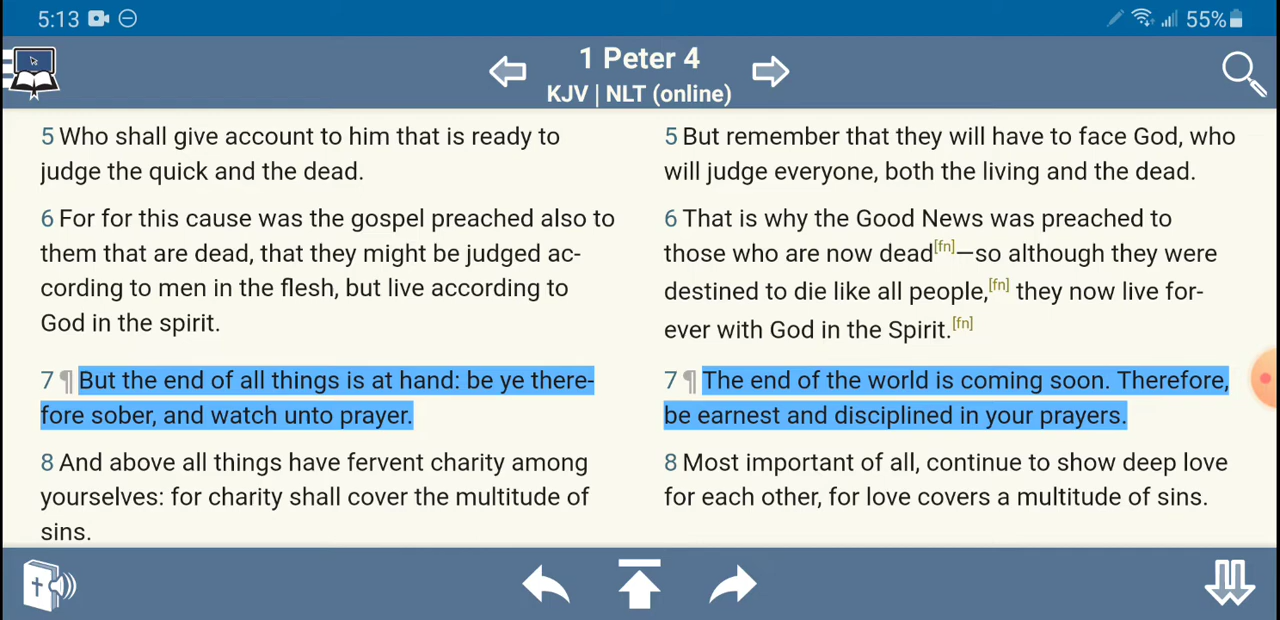 5:13
55%
1 Peter 4
KJV | NLT (online)
5 Who shall give account to him that is ready to
judge the quick and the dead.
6 For for this cause was the gospel preached also to
them that are dead, that they might be judged ac-
cording to men in the flesh, but live according to
God in the spirit.
7 ¶ But the end of all things is at hand: be ye there-
fore sober, and watch unto prayer.
8 And above all things have fervent charity among
yourselves: for charity shall cover the multitude of
sins.
5 But remember that they will have to face God, who
will judge everyone, both the living and the dead.
6 That is why the Good News was preached to
those who are now dead[fn]—so although they were
destined to die like all people,[fn] they now live for-
ever with God in the Spirit.[fn]
7 ¶ The end of the world is coming soon. Therefore,
be earnest and disciplined in your prayers.
8 Most important of all, continue to show deep love
for each other, for love covers a multitude of sins.